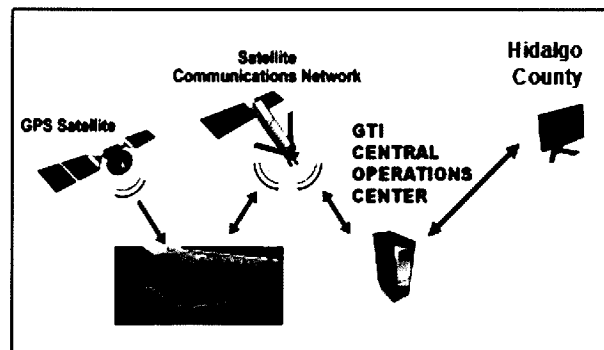 Satellite
Communications Network
Hidalgo
County
GPS Satellite
GTI
CENTRAL
OPERATIONS
CENTER